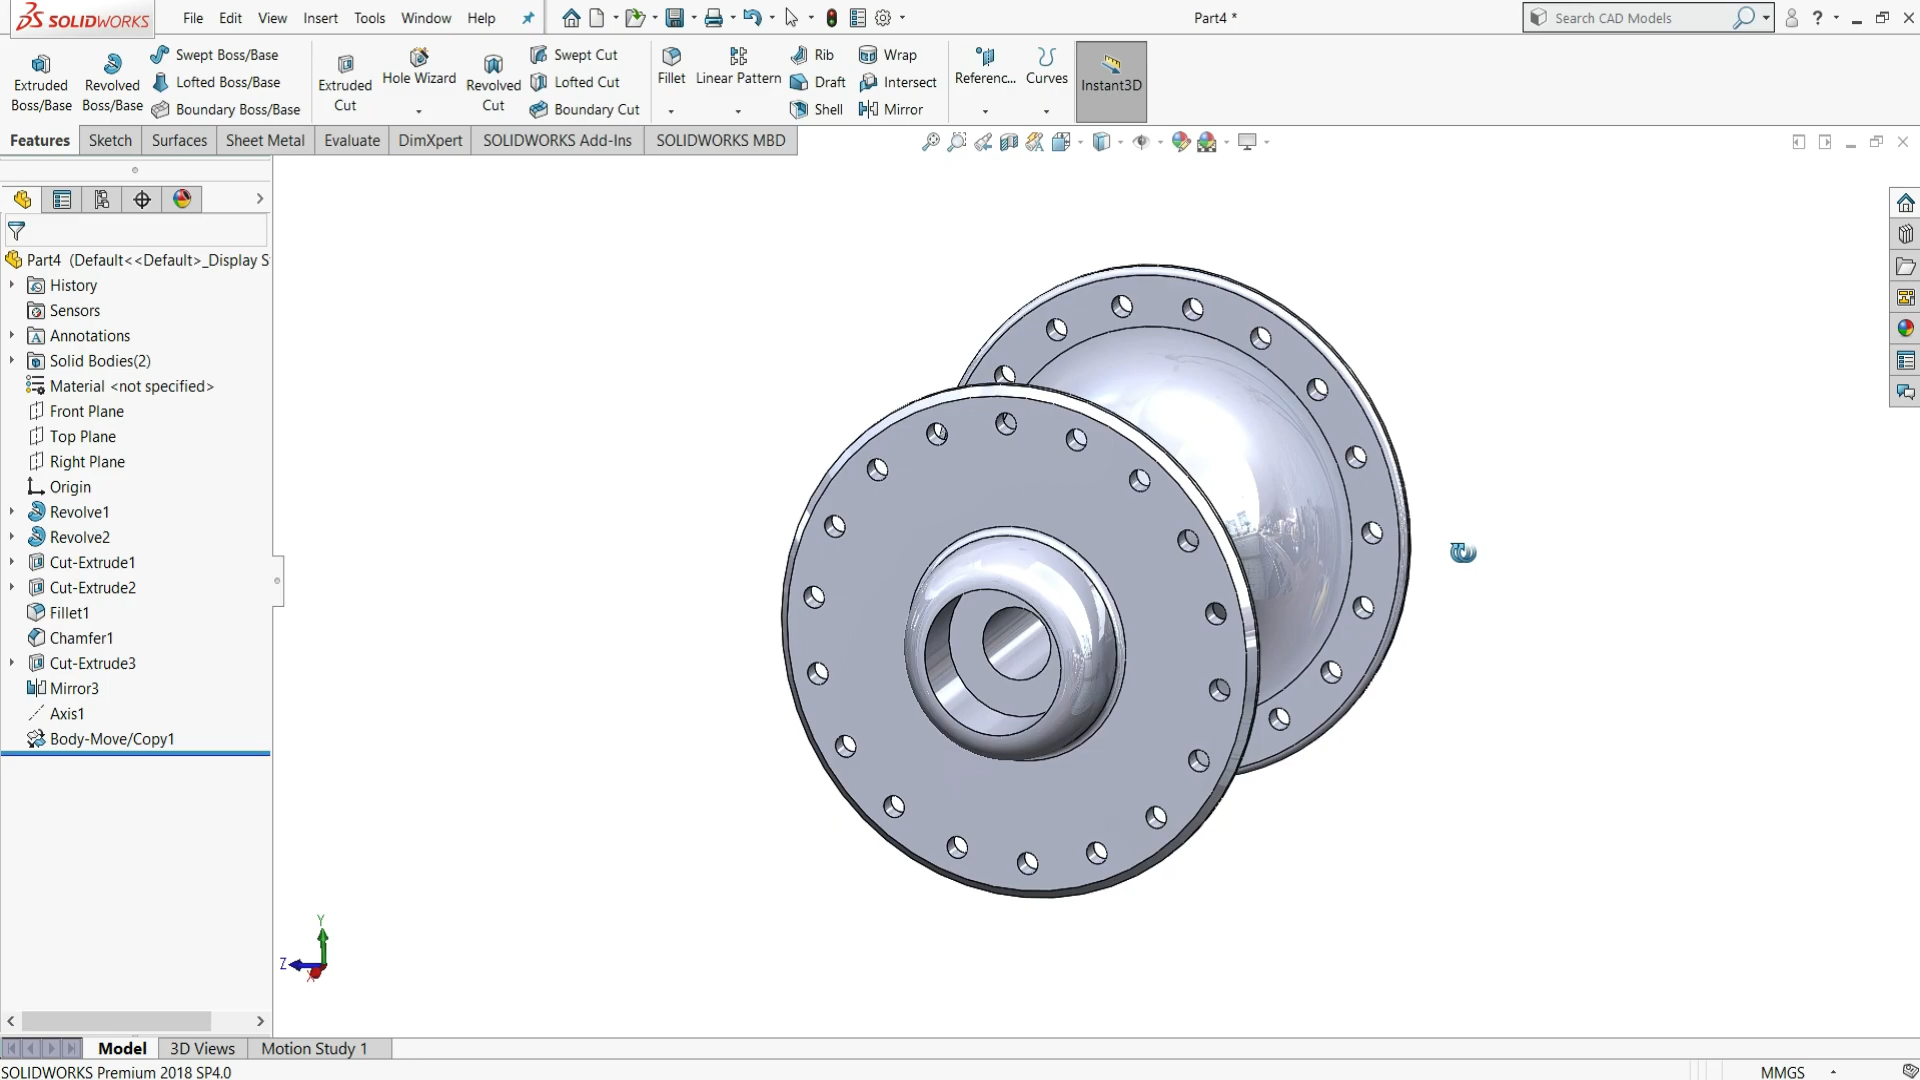 SOLIDWORKS File Edit View Insert Tools Window Help Part4 * Search CAD Models ?
Extruded Boss/Base
Revolved Boss/Base
Swept Boss/Base
Lofted Boss/Base
Boundary Boss/Base
Extruded Cut
Hole Wizard
Revolved Cut
Swept Cut
Lofted Cut
Boundary Cut
Fillet
Linear Pattern
Rib
Draft
Shell
Wrap
Intersect
Mirror
Referenc...
Curves
Instant3D
Features Sketch Surfaces Sheet Metal Evaluate DimXpert SOLIDWORKS Add-Ins SOLIDWORKS MBD
Part4 (Default<<Default>_Display S
History
Sensors
A Annotations
Solid Bodies(2)
Material <not specified>
Front Plane
Top Plane
Right Plane
Origin
Revolve1
Revolve2
Cut-Extrude1
Cut-Extrude2
Fillet1
Chamfer1
Cut-Extrude3
Mirror3
Axis1
Body-Move/Copy1
Y
Z
X
Model 3D Views Motion Study 1
SOLIDWORKS Premium 2018 SP4.0 MMGS